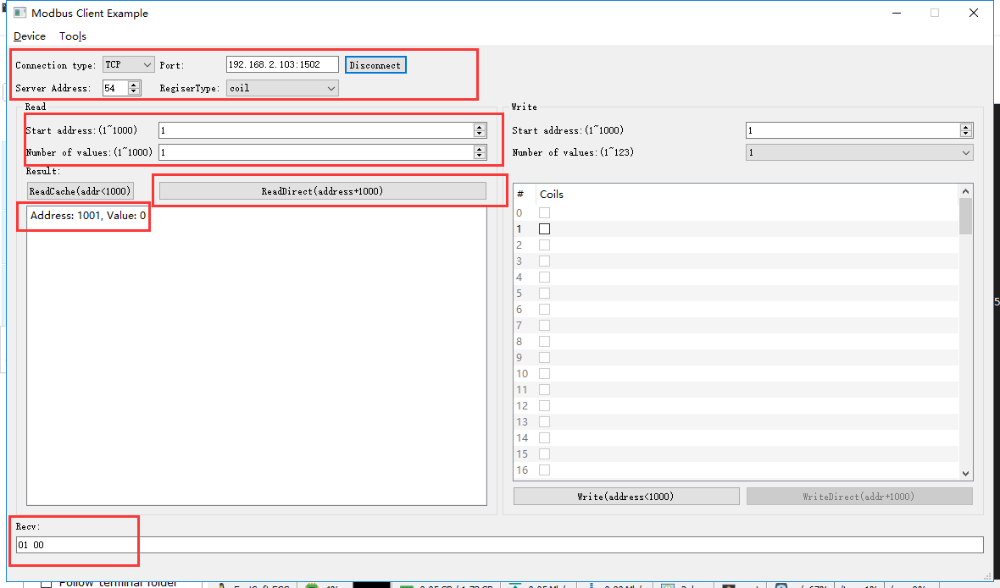 Modbus Client Example
Device Tools
Connection type: TCP Port: 192.168.2.103:1502 Disconnect
Server Address: 54 RegiserType: coil
Read
Start address:(1~1000) 1
Number of values:(1~1000) 1
Result:
ReadCache(addr<1000) ReadDirect(address+1000)
Address: 1001, Value: 0
Write
Start address:(1~1000) 1
Number of values:(1~123) 1
# Coils
0
1
2
3
4
5
6
7
8
9
10
11
12
13
14
15
16
Write(address<1000) WriteDirect(addr+1000)
Recv:
01 00
5
Follow terminal folder